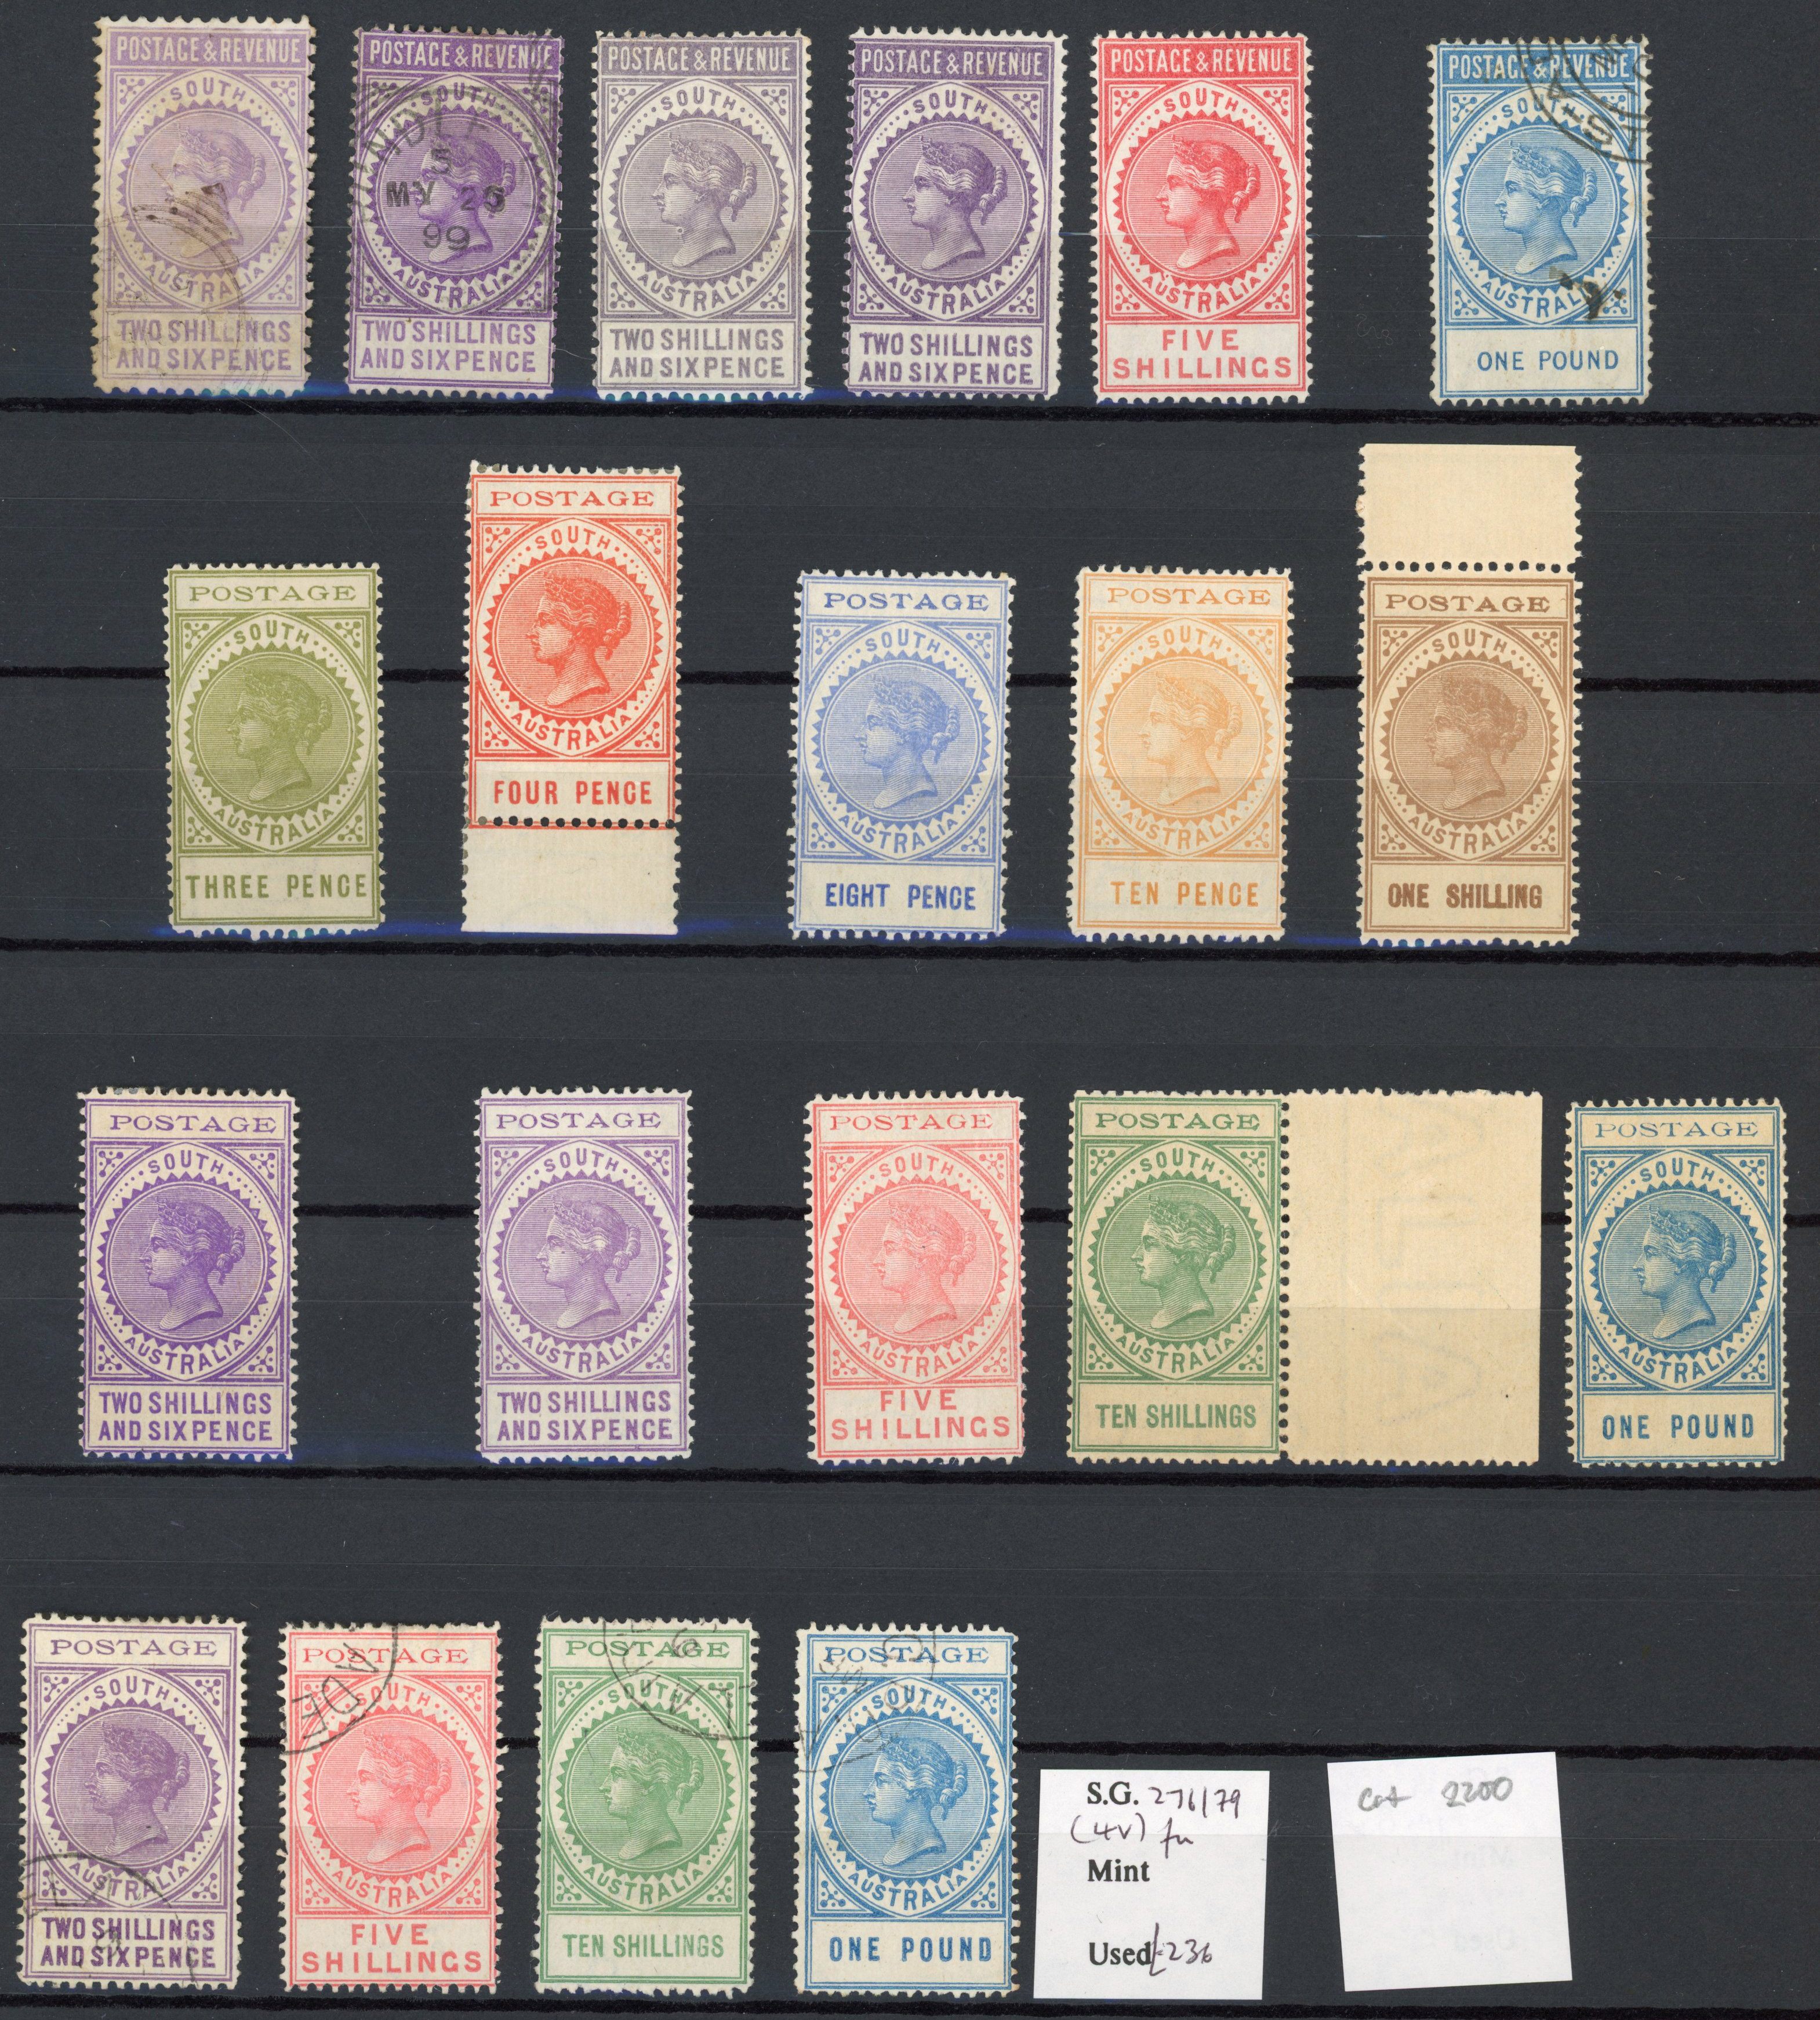 POSTAGE & REVENUE
SOUTH
AUSTRALIA
TWO SHILLINGS
AND SIXPENCE
POSTAGE & REVENUE
SOUTH
AUSTRALIA
TWO SHILLINGS
AND SIXPENCE
5
MY 25
99
POSTAGE & REVENUE
SOUTH
AUSTRALIA
TWO SHILLINGS
AND SIXPENCE
POSTAGE & REVENUE
SOUTH
AUSTRALIA
TWO SHILLINGS
AND SIXPENCE
POSTAGE & REVENUE
SOUTH
AUSTRALIA
FIVE
SHILLINGS
POSTAGE & REVENUE
SOUTH
AUSTRALIA
ONE POUND
POSTAGE
SOUTH
AUSTRALIA
THREE PENCE
POSTAGE
SOUTH
AUSTRALIA
FOUR PENCE
POSTAGE
SOUTH
AUSTRALIA
EIGHT PENCE
POSTAGE
SOUTH
AUSTRALIA
TEN PENCE
POSTAGE
SOUTH
AUSTRALIA
ONE SHILLING
POSTAGE
SOUTH
AUSTRALIA
TWO SHILLINGS
AND SIXPENCE
POSTAGE
SOUTH
AUSTRALIA
TWO SHILLINGS
AND SIXPENCE
POSTAGE
SOUTH
AUSTRALIA
FIVE
SHILLINGS
POSTAGE
SOUTH
AUSTRALIA
TEN SHILLINGS
POSTAGE
SOUTH
AUSTRALIA
ONE POUND
POSTAGE
SOUTH
AUSTRALIA
TWO SHILLINGS
AND SIXPENCE
POSTAGE
SOUTH
AUSTRALIA
FIVE
SHILLINGS
POSTAGE
SOUTH
AUSTRALIA
TEN SHILLINGS
POSTAGE
SOUTH
AUSTRALIA
ONE POUND
S.G. 276/79
(4v) fu
Mint
Used £236
Cat 2200